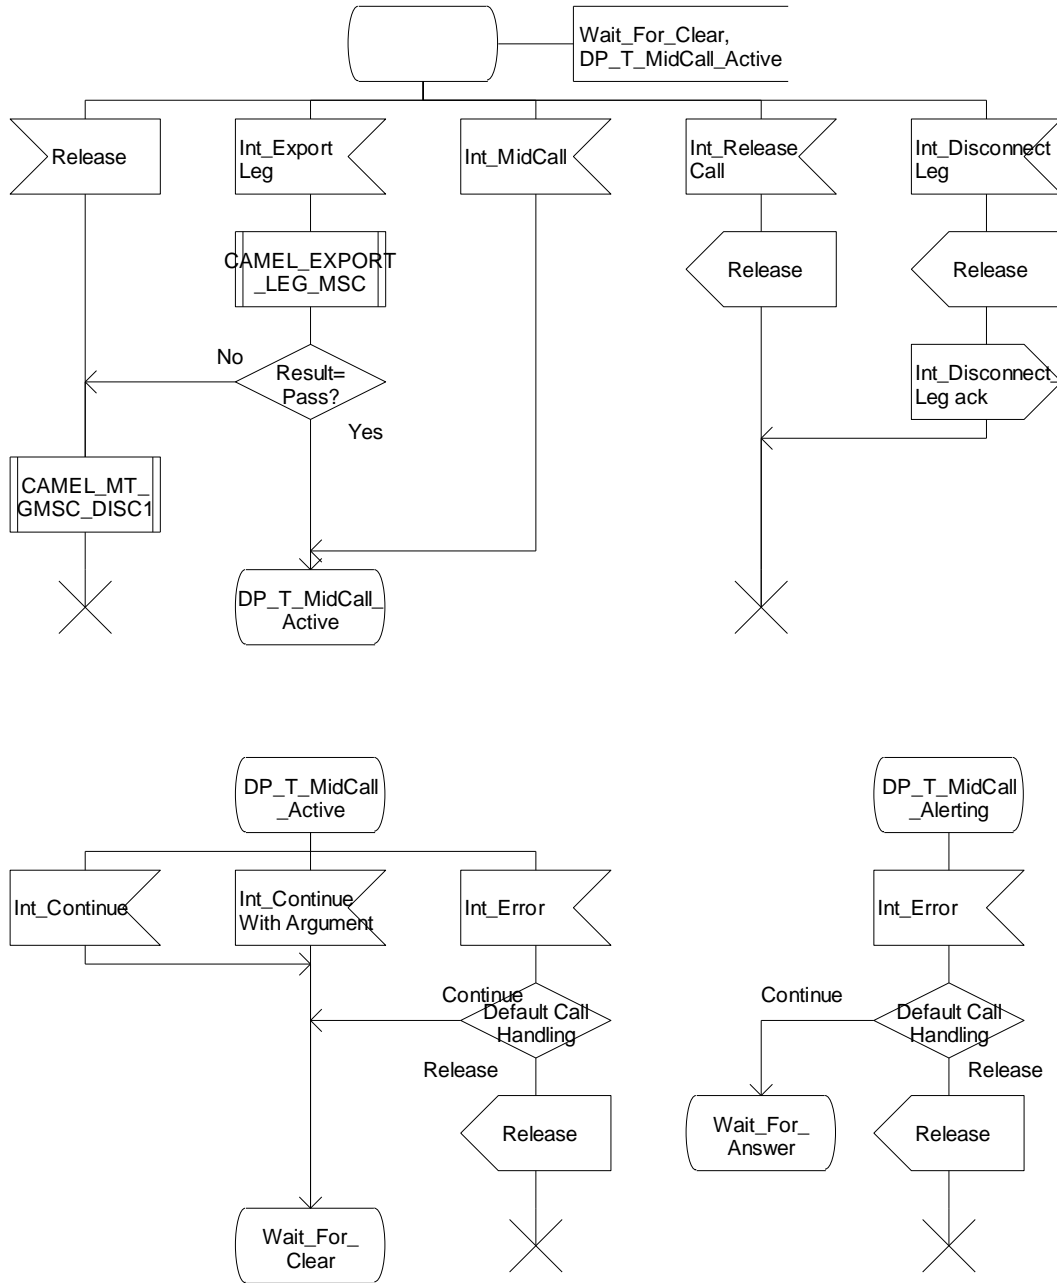 Wait_For_Clear,
DP_T_MidCall_Active
Release
Int_Export
Leg
Int_MidCall
Int_Release
Call
Int_Disconnect
Leg
CAMEL_EXPORT
_LEG_MSC
Release
Release
No
Result=
Pass?
Yes
Int_Disconnect_
Leg ack
CAMEL_MT_
GMSC_DISC1
DP_T_MidCall_
Active
DP_T_MidCall
_Active
DP_T_MidCall
_Alerting
Int_Continue
Int_Continue
With Argument
Int_Error
Int_Error
Continue
Default Call
Handling
Release
Continue
Default Call
Handling
Release
Release
Wait_For_
Answer
Release
Wait_For_
Clear